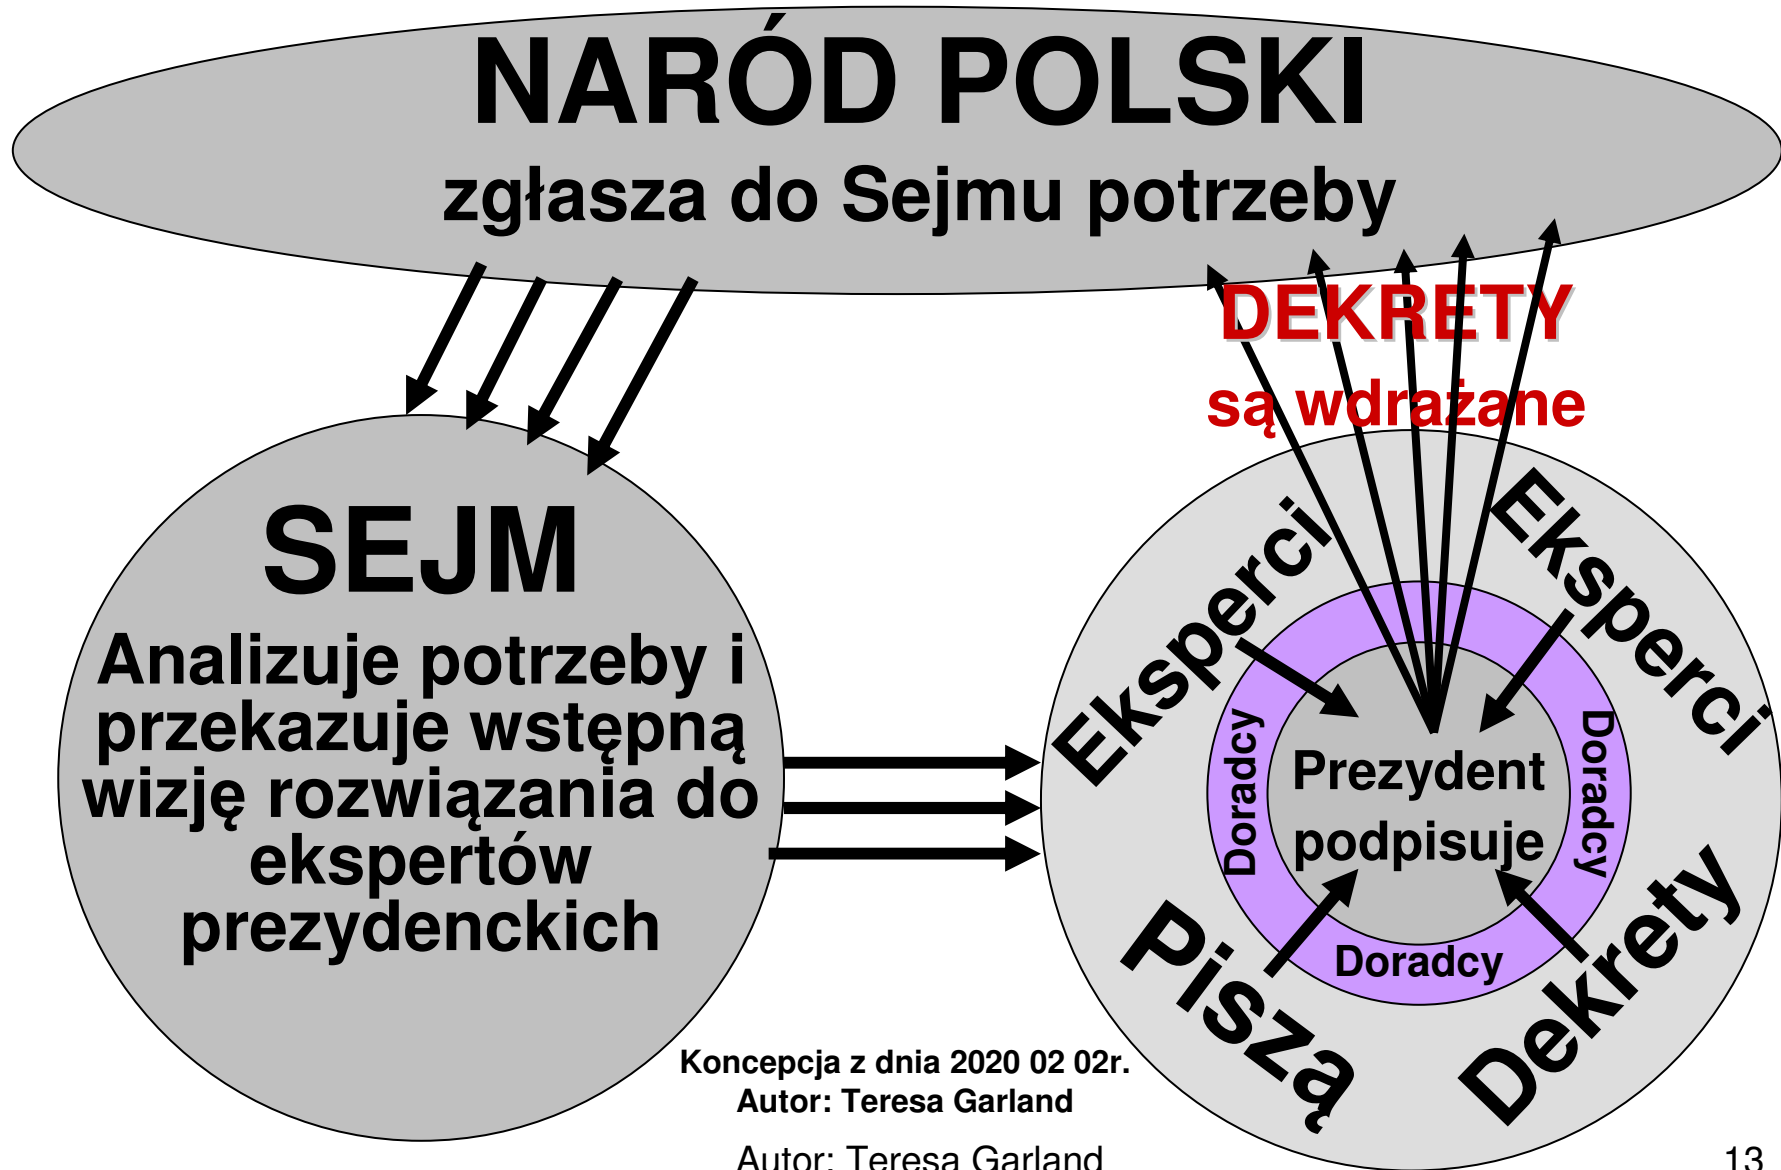 NARÓD POLSKI
zgłasza do Sejmu potrzeby
DEKRETY
są wdrażane
SEJM
Analizuje potrzeby i
przekazuje wstępną
wizję rozwiązania do
ekspertów
prezydenckich
Eksperci
Eksperci
Doradcy
Doradcy
Prezydent
podpisuje
Doradcy
Piszą
Dekrety
Koncepcja z dnia 2020 02 02r.
Autor: Teresa Garland
Autor: Teresa Garland
13